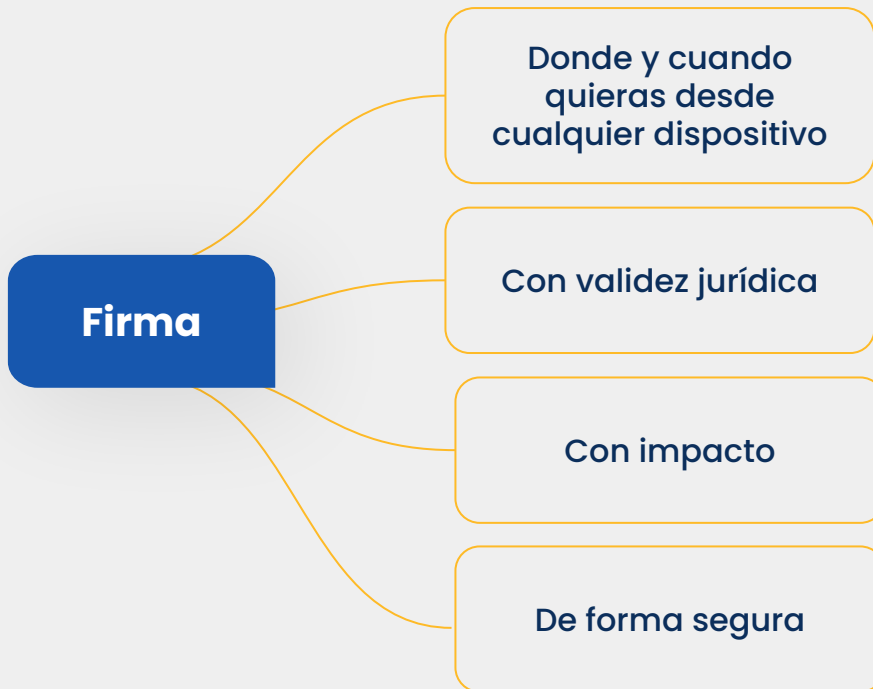 Donde y cuando
quieras desde
cualquier dispositivo
Con validez jurídica
Firma
Con impacto
De forma segura